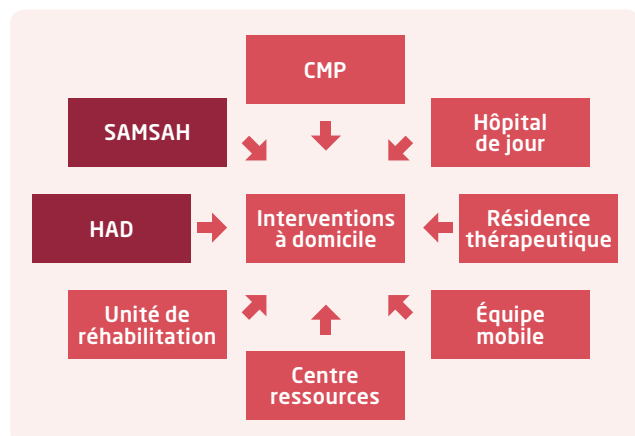 CMP
SAMSAH
Hôpital
de jour
HAD
Interventions
à domicile
Résidence
thérapeutique
Unité de
réhabilitation
Équipe
mobile
Centre
ressources